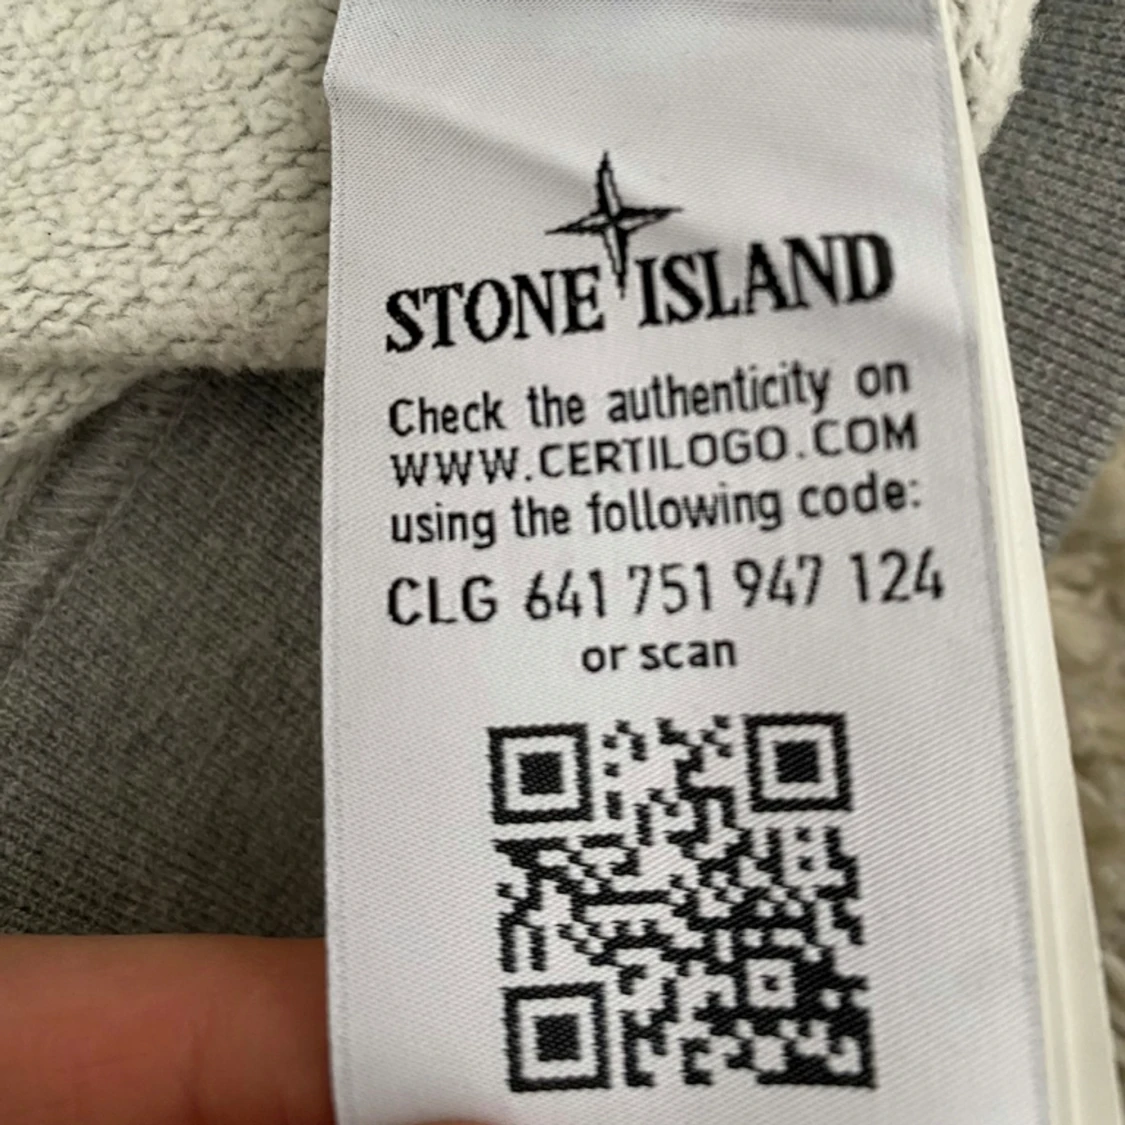 STONE ISLAND
Check the authenticity on
WWW.CERTILOGO.COM
using the following code:
CLG 641 751 947 124
or scan